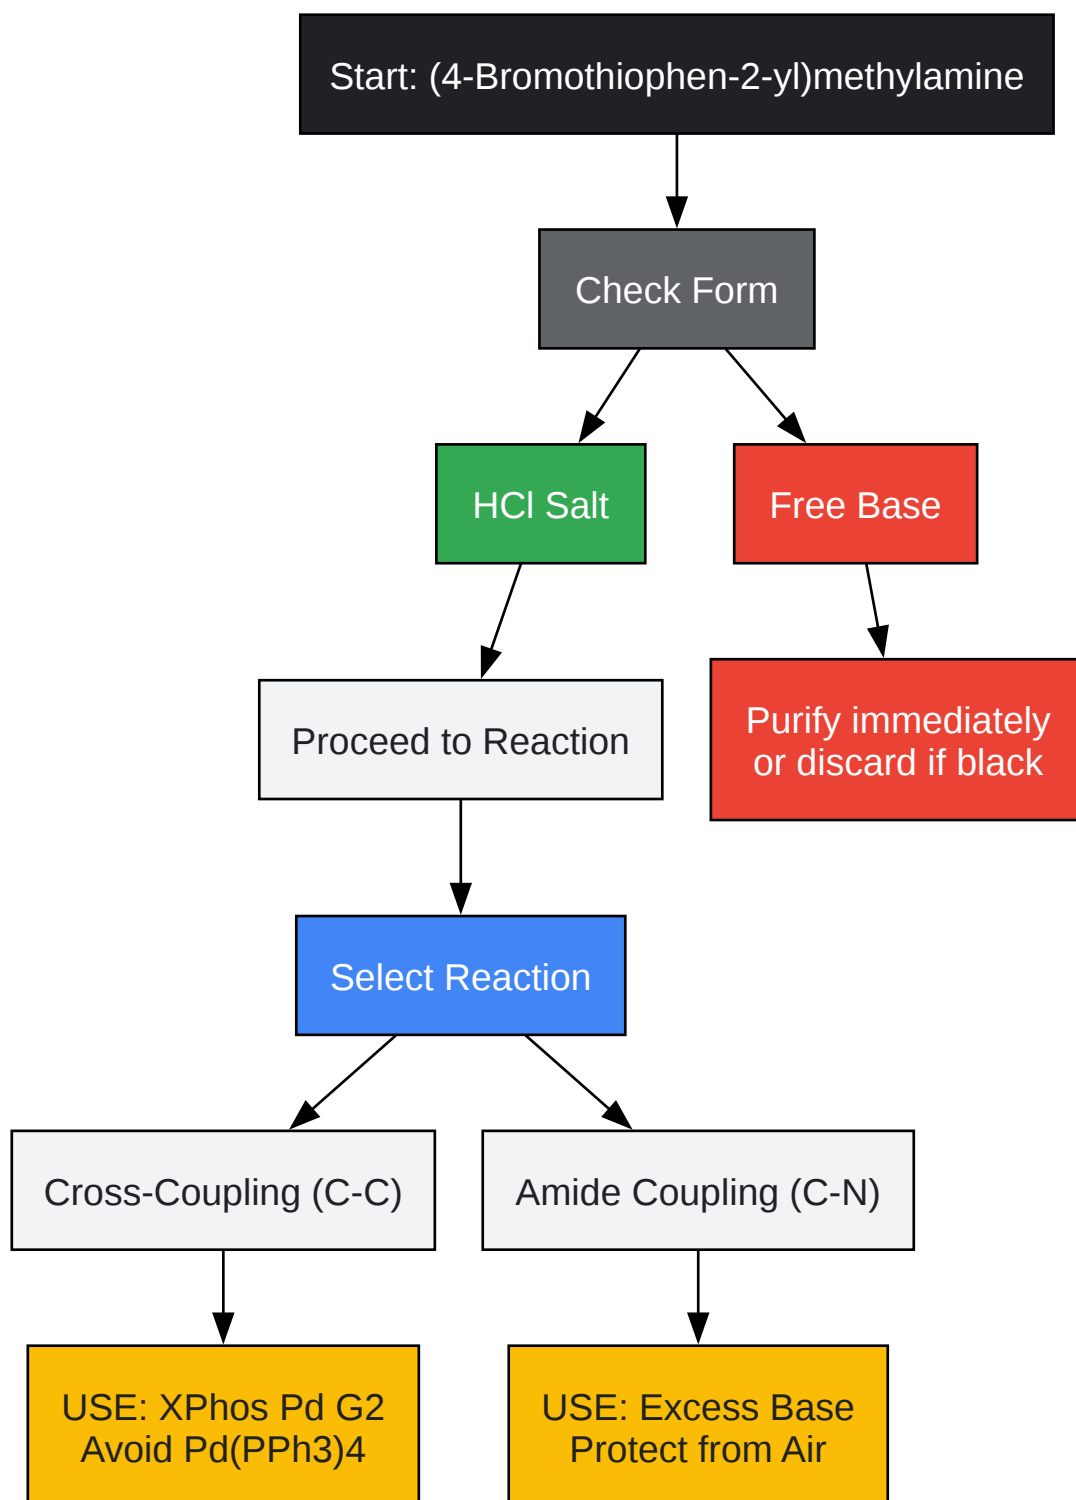 Start: (4-Bromothiophen-2-yl)methylamine
Check Form
HCl Salt
Free Base
Proceed to Reaction
Purify immediately
or discard if black
Select Reaction
Cross-Coupling (C-C)
Amide Coupling (C-N)
USE: XPhos Pd G2
Avoid Pd(PPh3)4
USE: Excess Base
Protect from Air